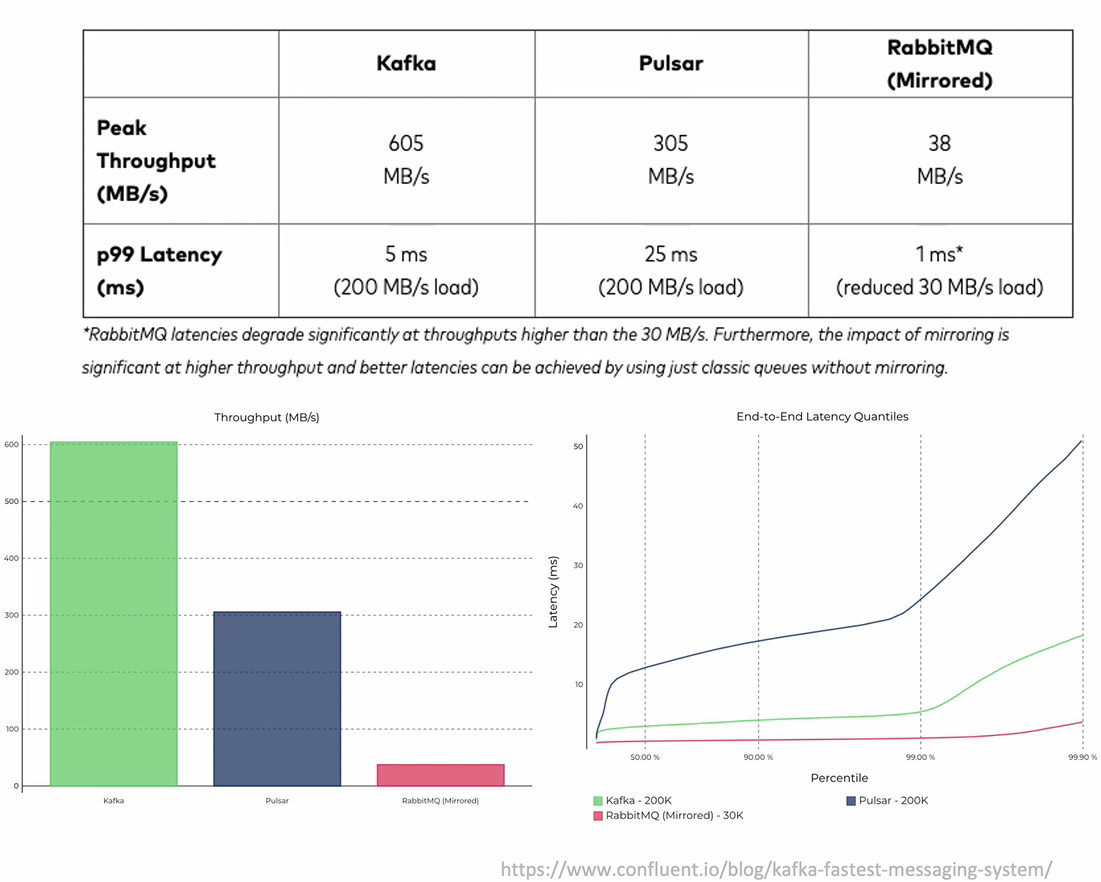 Kafka
Pulsar
RabbitMQ
(Mirrored)
Peak
Throughput
(MB/s)
605
MB/s
305
MB/s
38
MB/s
p99 Latency
(ms)
5 ms
(200 MB/s load)
25 ms
(200 MB/s load)
1 ms*
(reduced 30 MB/s load)
*RabbitMQ latencies degrade significantly at throughputs higher than the 30 MB/s. Furthermore, the impact of mirroring is
significant at higher throughput and better latencies can be achieved by using just classic queues without mirroring.
Throughput (MB/s)
600
500
400
300
200
100
0
Kafka
Pulsar
RabbitMQ (Mirrored)
End-to-End Latency Quantiles
Latency (ms)
50
40
30
20
10
50.00 %
90.00 %
99.00 %
99.90 %
Percentile
Kafka - 200K
Pulsar - 200K
RabbitMQ (Mirrored) - 30K
https://www.confluent.io/blog/kafka-fastest-messaging-system/